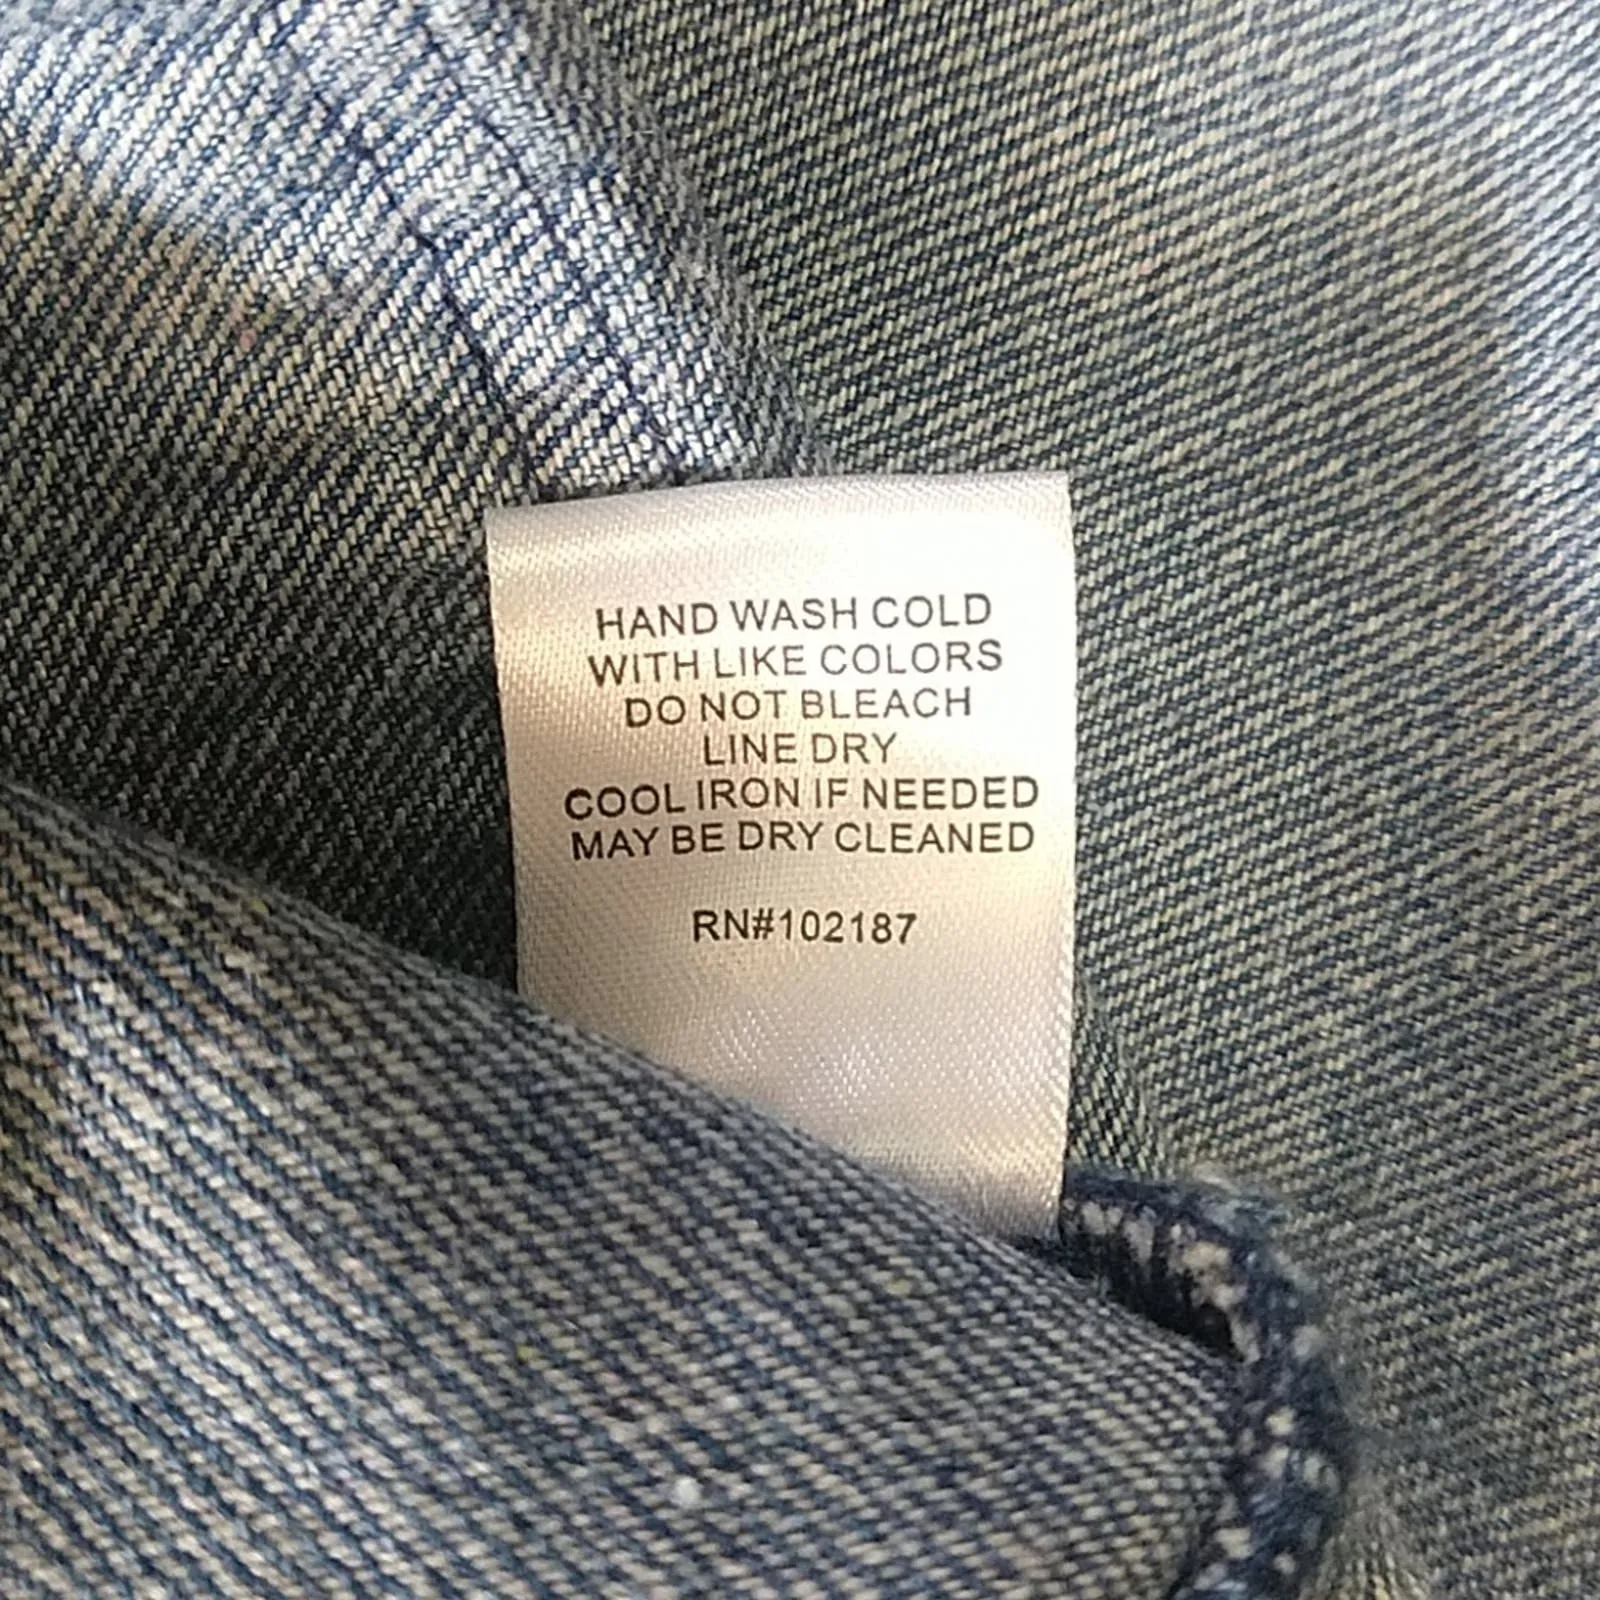 HAND WASH COLD
WITH LIKE COLORS
DO NOT BLEACH
LINE DRY
COOL IRON IF NEEDED
MAY BE DRY CLEANED
RN#102187